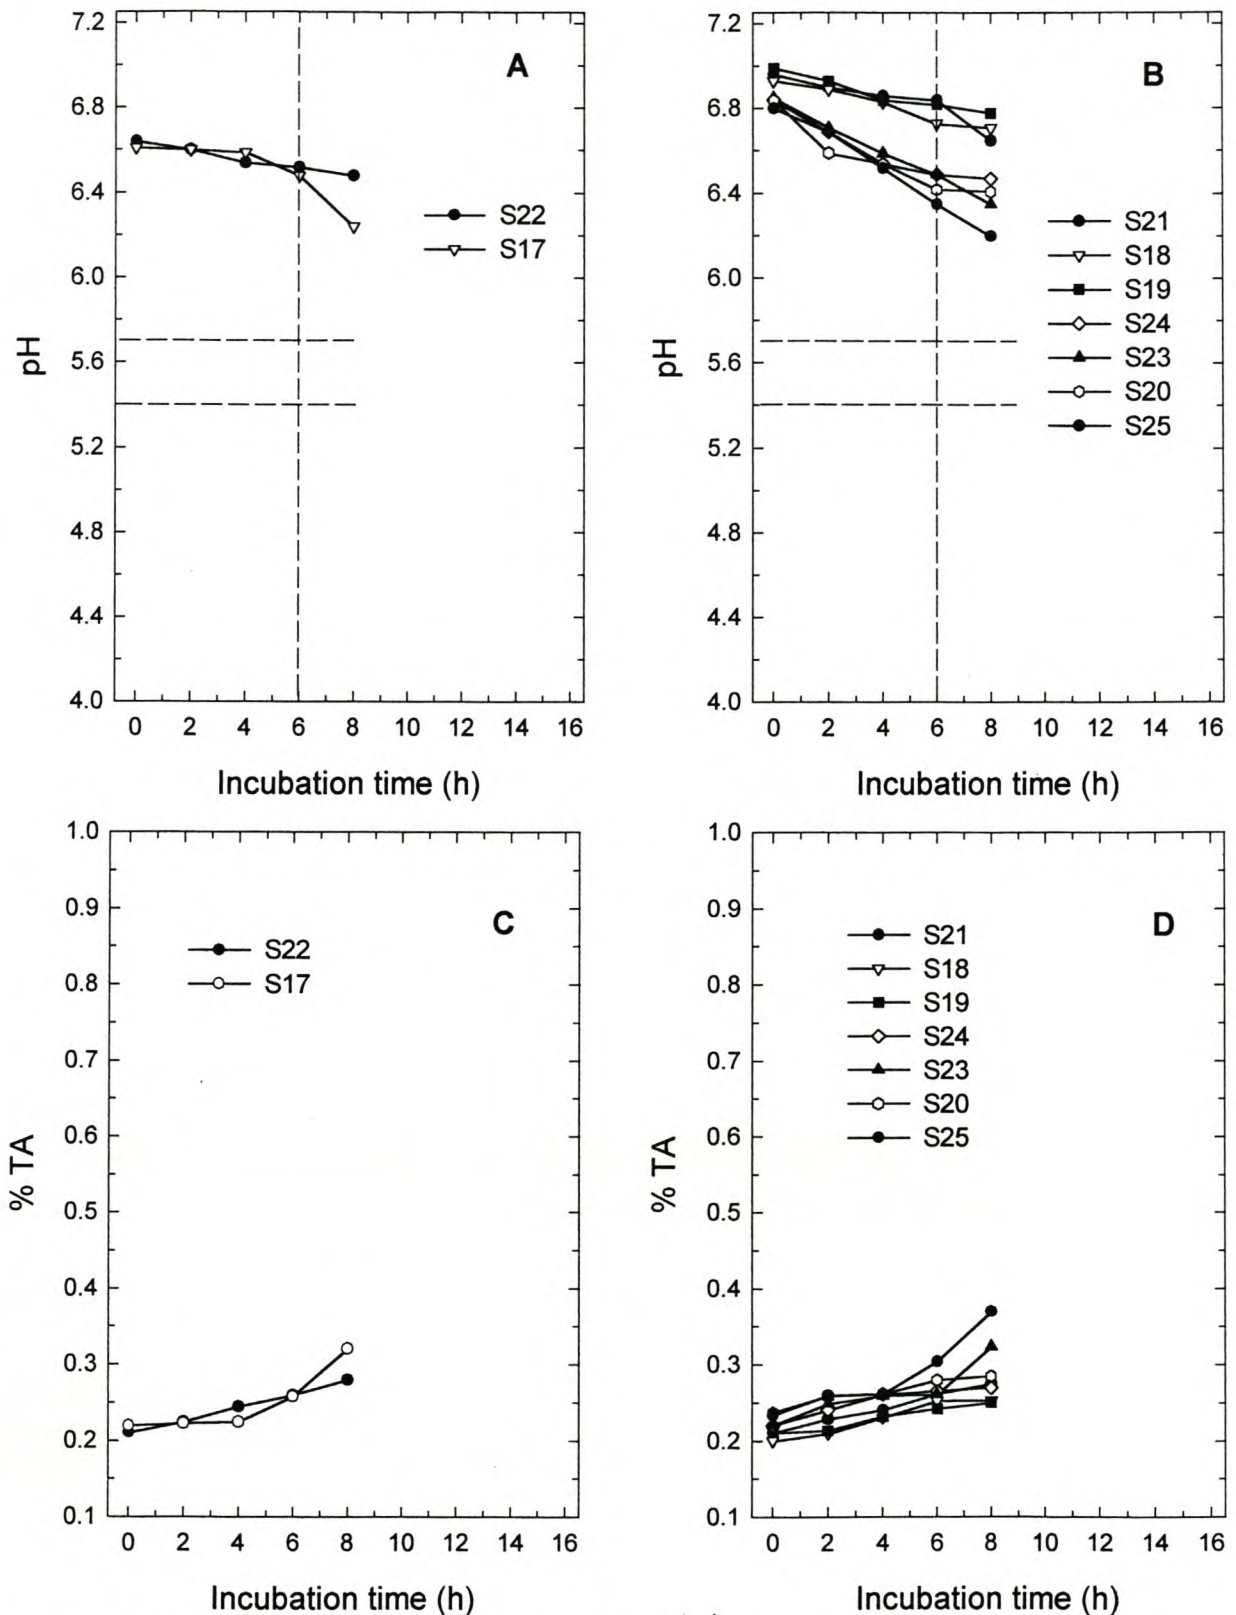 7.2
6.8
6.4
6.0
5.6
5.2
4.8
4.4
4.0
pH
A
S22
S17
0 2 4 6 8 10 12 14 16
Incubation time (h)
7.2
6.8
6.4
6.0
5.6
5.2
4.8
4.4
4.0
pH
B
S21
S18
S19
S24
S23
S20
S25
0 2 4 6 8 10 12 14 16
Incubation time (h)
1.0
0.9
0.8
0.7
0.6
0.5
0.4
0.3
0.2
0.1
% TA
C
S22
S17
0 2 4 6 8 10 12 14 16
Incubation time (h)
1.0
0.9
0.8
0.7
0.6
0.5
0.4
0.3
0.2
0.1
% TA
D
S21
S18
S19
S24
S23
S20
S25
0 2 4 6 8 10 12 14 16
Incubation time (h)